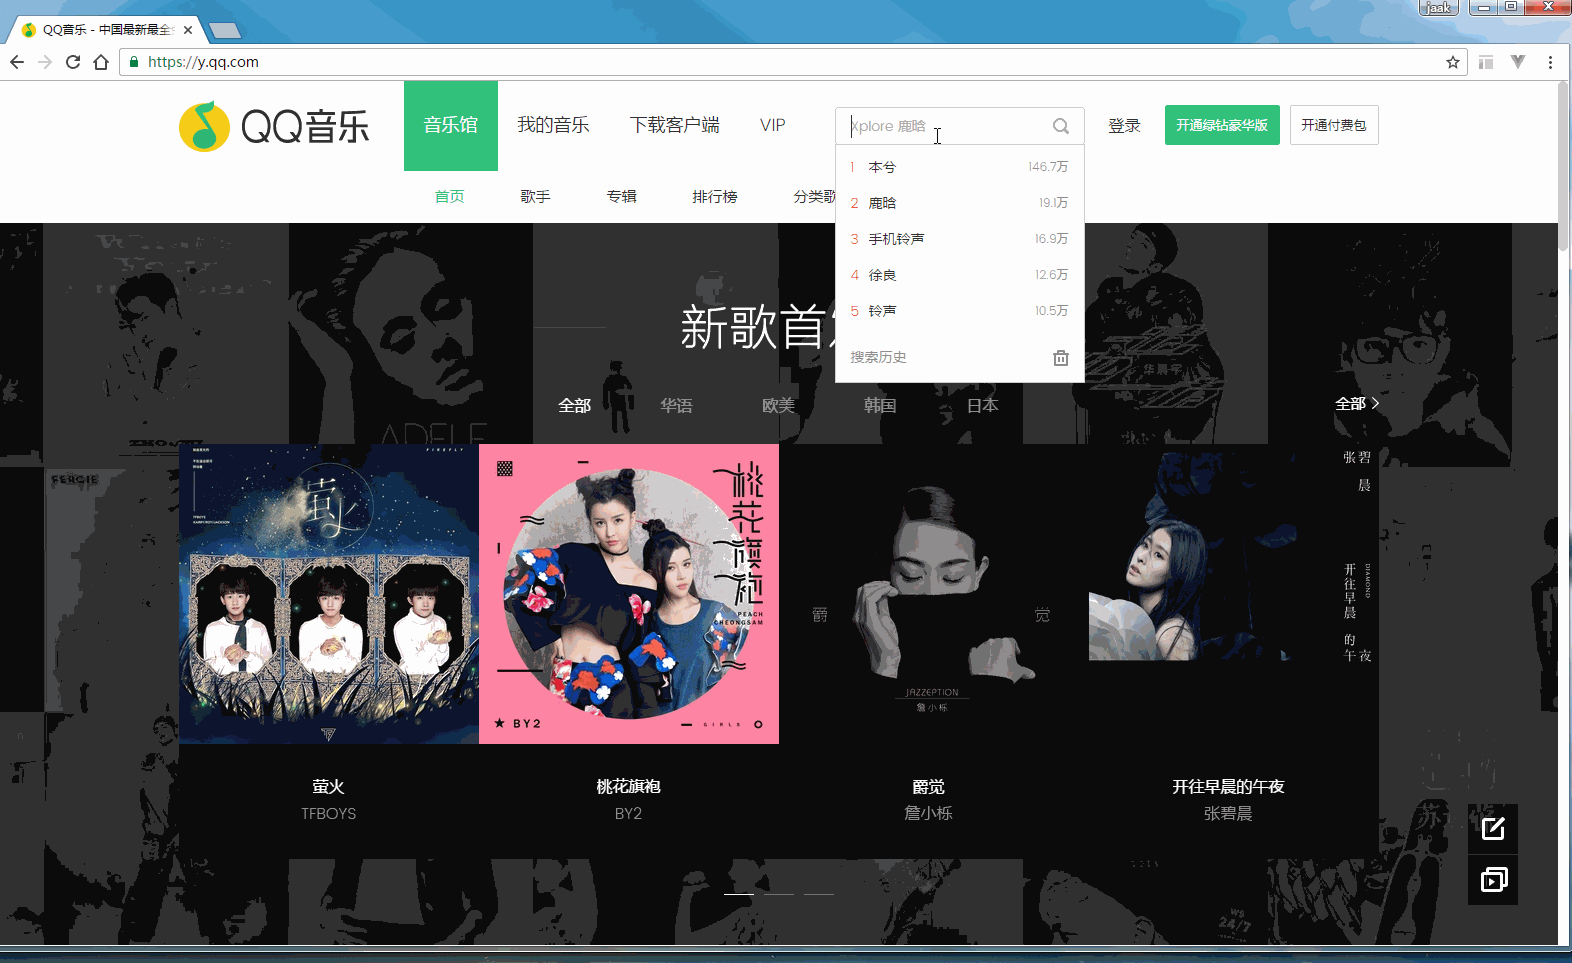 jaak
QQ音乐 - 中国最新最全
https://y.qq.com
QQ音乐
音乐馆
我的音乐
下载客户端
VIP
Xplore 鹿晗
登录
开通绿钻豪华版
开通付费包
首页
歌手
专辑
排行榜
分类歌
1 本兮 146.7万
2 鹿晗 19.1万
3 手机铃声 16.9万
4 徐良 12.6万
5 铃声 10.5万
搜索历史
新歌首
全部
华语
欧美
韩国
日本
全部
ADELE
华晨宇
FERGIE
FIREFLY
萤火
桃花旗袍
PEACH
CHEONGSAM
BY2
GIRLS
爵
觉
JAZZEPTION
詹小栎
张碧晨
开往早晨的午夜
DIAMOND
萤火
TFBOYS
桃花旗袍
BY2
爵觉
詹小栎
开往早晨的午夜
张碧晨